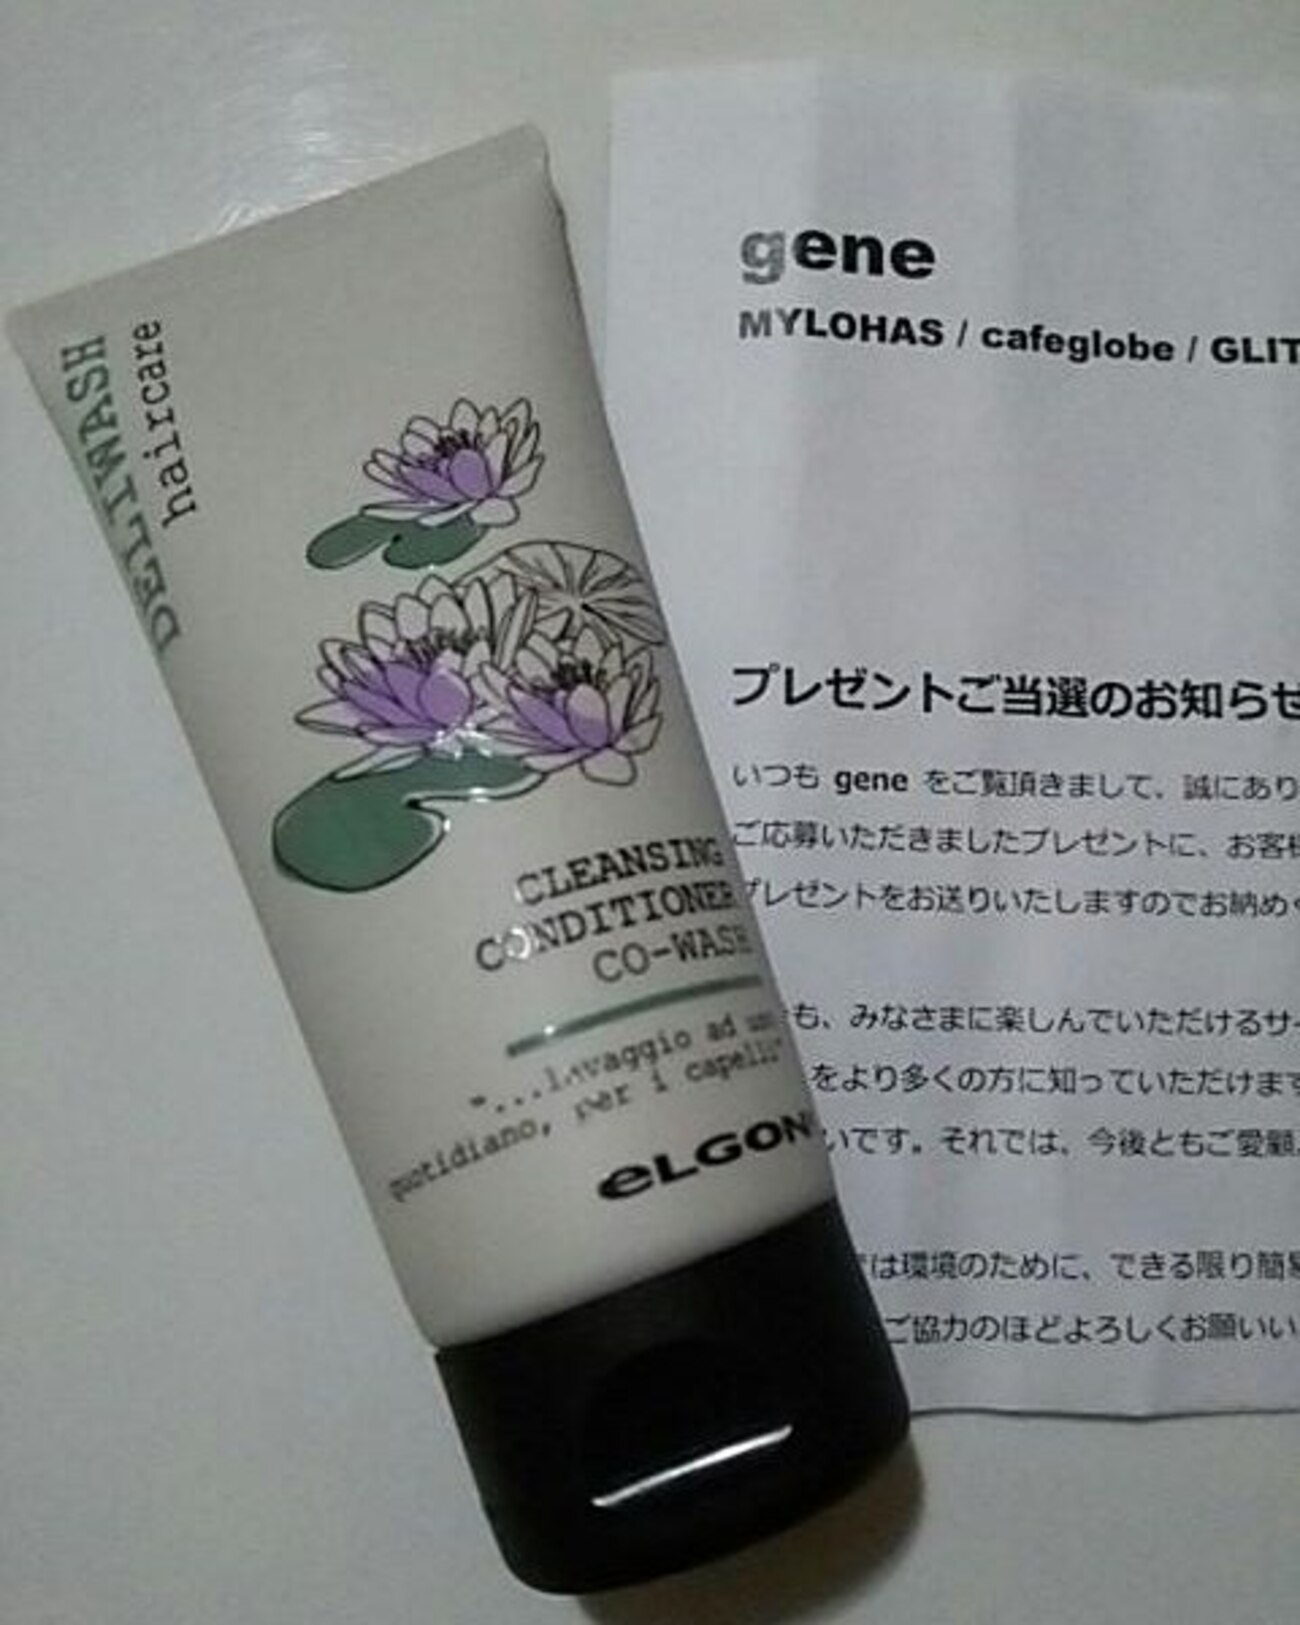 DELIWASH
haircare
CLEANSING
CONDITIONER
CO-WASH
"...lavaggio ad uso
quotidiano, per i capelli"
eLGON
gene
MYLOHAS / cafeglobe / GLIT
プレゼントご当選のお知らせ
いつも gene をご覧頂きまして、誠にあり
ご応募いただきましたプレゼントに、お客様
プレゼントをお送りいたしますのでお納め
も、みなさまに楽しんでいただけるサ
をより多くの方に知っていただけます
いです。それでは、今後ともご愛顧
は環境のために、できる限り簡易
ご協力のほどよろしくお願いい